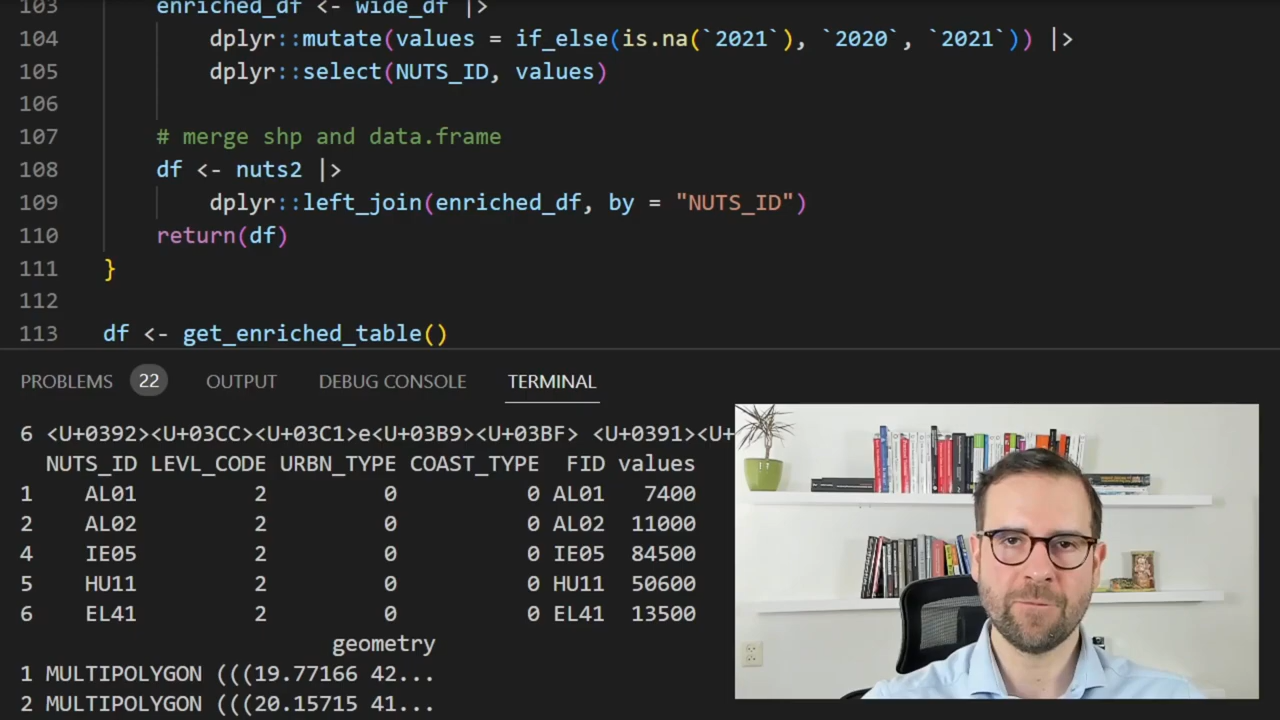 103 enriched_df <- wide_df |>
104 dplyr::mutate(values = if_else(is.na(`2021`), `2020`, `2021`)) |>
105 dplyr::select(NUTS_ID, values)
106
107 # merge shp and data.frame
108 df <- nuts2 |>
109 dplyr::left_join(enriched_df, by = "NUTS_ID")
110 return(df)
111 }
112
113 df <- get_enriched_table()
PROBLEMS 22 OUTPUT DEBUG CONSOLE TERMINAL
6 <U+0392><U+03CC><U+03C1>e<U+03B9><U+03BF> <U+0391><U+
NUTS_ID LEVL_CODE URBN_TYPE COAST_TYPE FID values
1 AL01 2 0 0 AL01 7400
2 AL02 2 0 0 AL02 11000
4 IE05 2 0 0 IE05 84500
5 HU11 2 0 0 HU11 50600
6 EL41 2 0 0 EL41 13500
geometry
1 MULTIPOLYGON (((19.77166 42...
2 MULTIPOLYGON (((20.15715 41...